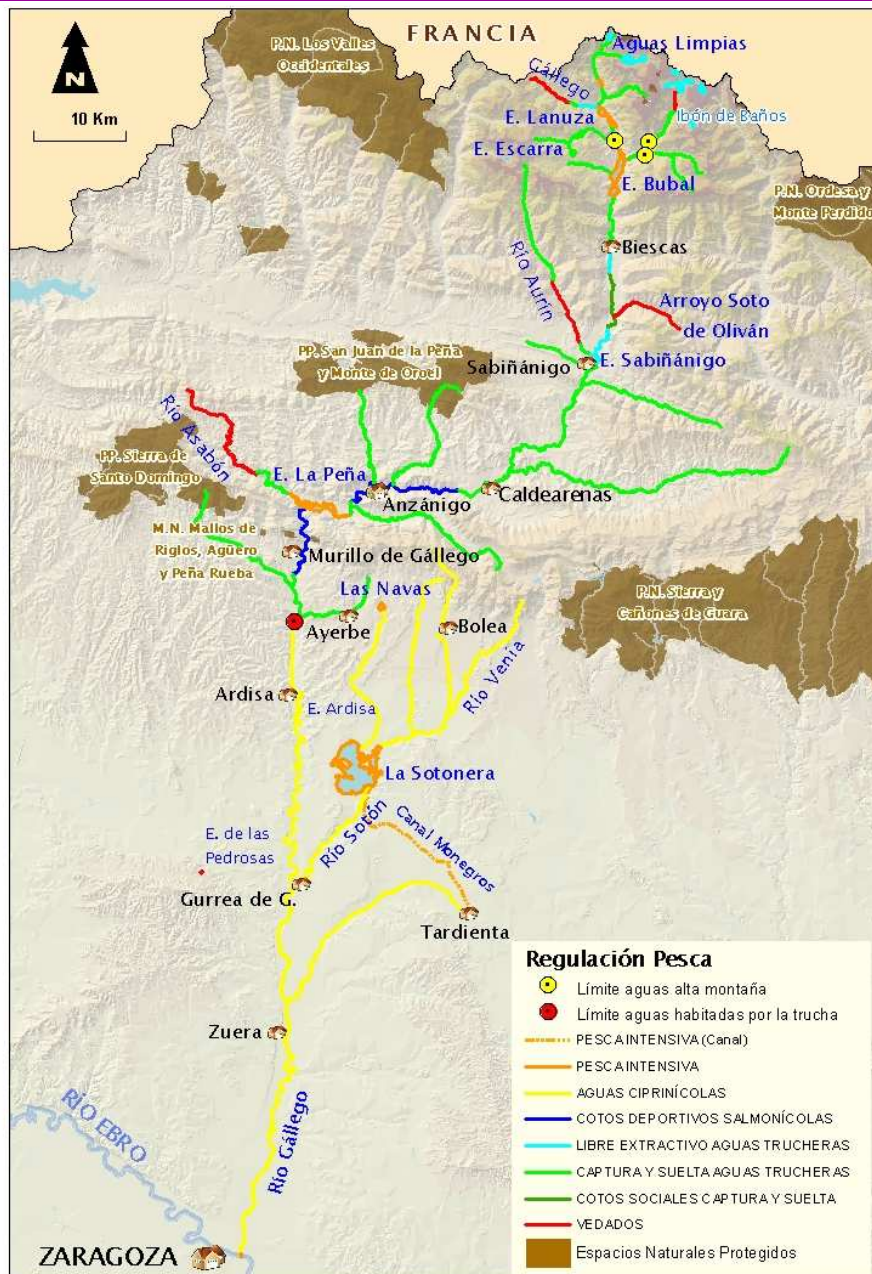 FRANCIA
P.N. Los Valles
Occidentales
Aguas Limpias
N
Gállego
10 Km
E. Lanuza
Ibón de Baños
E. Escarra
E. Bubal
P.N. Ordesa y
Monte Perdido
Biescas
Río Aurín
Arroyo Soto
de Oliván
PP. San Juan de la Peña
y Monte de Oroel
Sabiñánigo
E. Sabiñánigo
Río Asabón
PP. Sierra de
Santo Domingo
E. La Peña
Anzánigo
Caldearenas
M.N. Mallos de
Riglos, Agüero
y Peña Rueba
Murillo de Gállego
Las Navas
P.N. Sierra y
Cañones de Guara
Ayerbe
Bolea
Río Venia
Ardisa
E. Ardisa
La Sotonera
Río Sotón
Canal Monegros
E. de las
Pedrosas
Gurrea de G.
Tardienta
Zuera
RÍO EBRO
Río Gállego
ZARAGOZA
Regulación Pesca
Límite aguas alta montaña
Límite aguas habitadas por la trucha
PESCA INTENSIVA (Canal)
PESCA INTENSIVA
AGUAS CIPRINÍCOLAS
COTOS DEPORTIVOS SALMONÍCOLAS
LIBRE EXTRACTIVO AGUAS TRUCHERAS
CAPTURA Y SUELTA AGUAS TRUCHERAS
COTOS SOCIALES CAPTURA Y SUELTA
VEDADOS
Espacios Naturales Protegidos